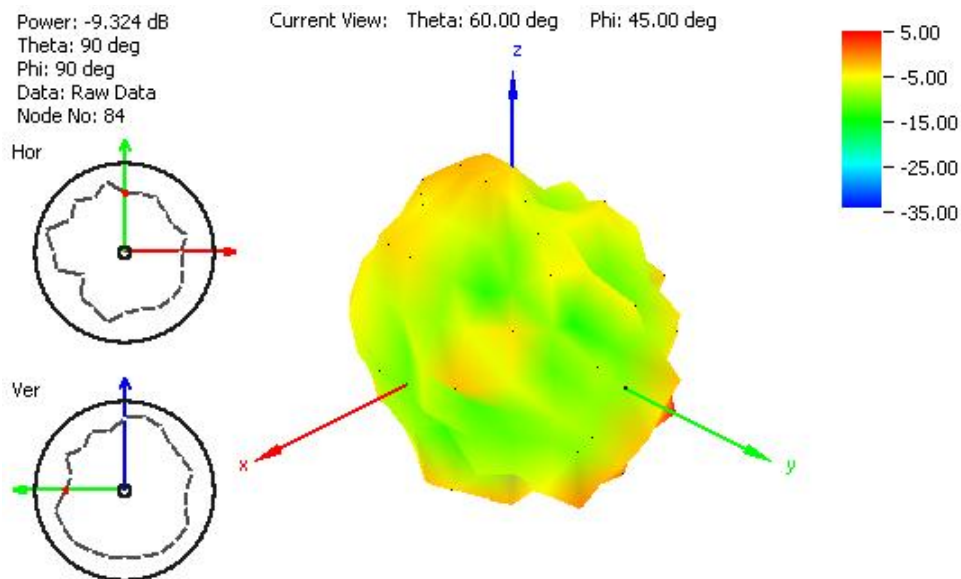 Power: -9.324 dB
Theta: 90 deg
Phi: 90 deg
Data: Raw Data
Node No: 84
Current View: Theta: 60.00 deg Phi: 45.00 deg
Hor
Ver
z
x
y
5.00
-5.00
-15.00
-25.00
-35.00